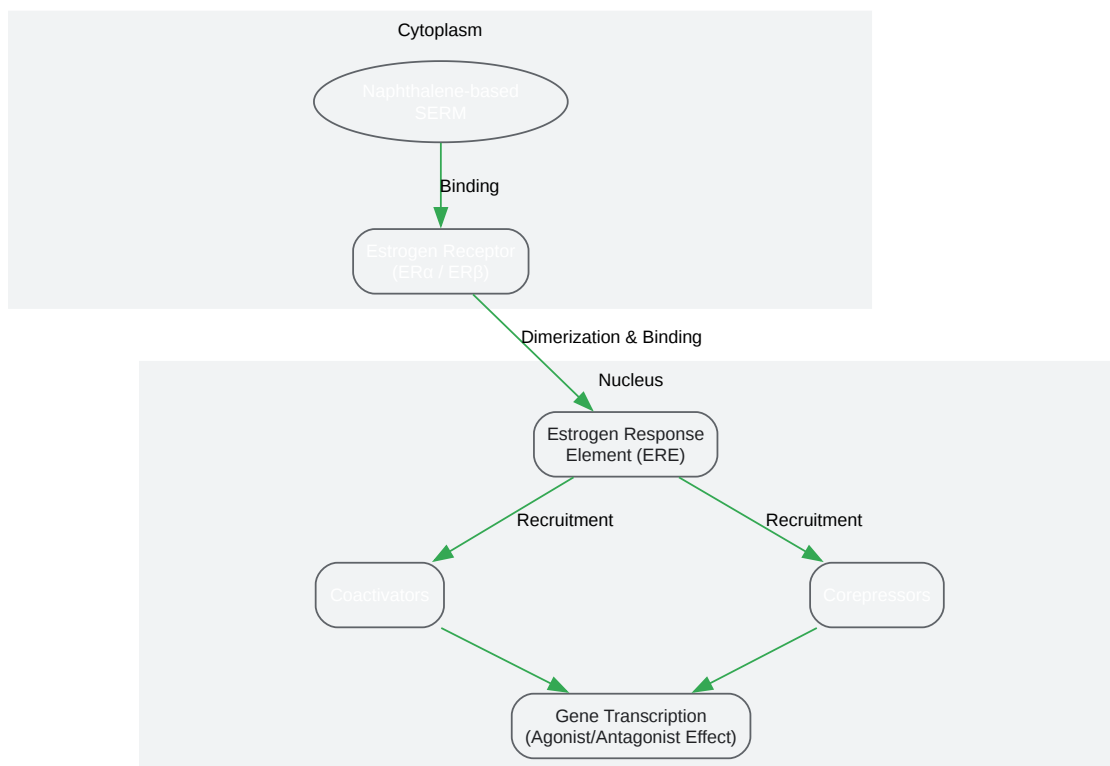 Cytoplasm
Naphthalene-based
SERM
Binding
Estrogen Receptor
(ERα / ERβ)
Dimerization & Binding
Nucleus
Estrogen Response
Element (ERE)
Recruitment
Recruitment
Coactivators
Corepressors
Gene Transcription
(Agonist/Antagonist Effect)